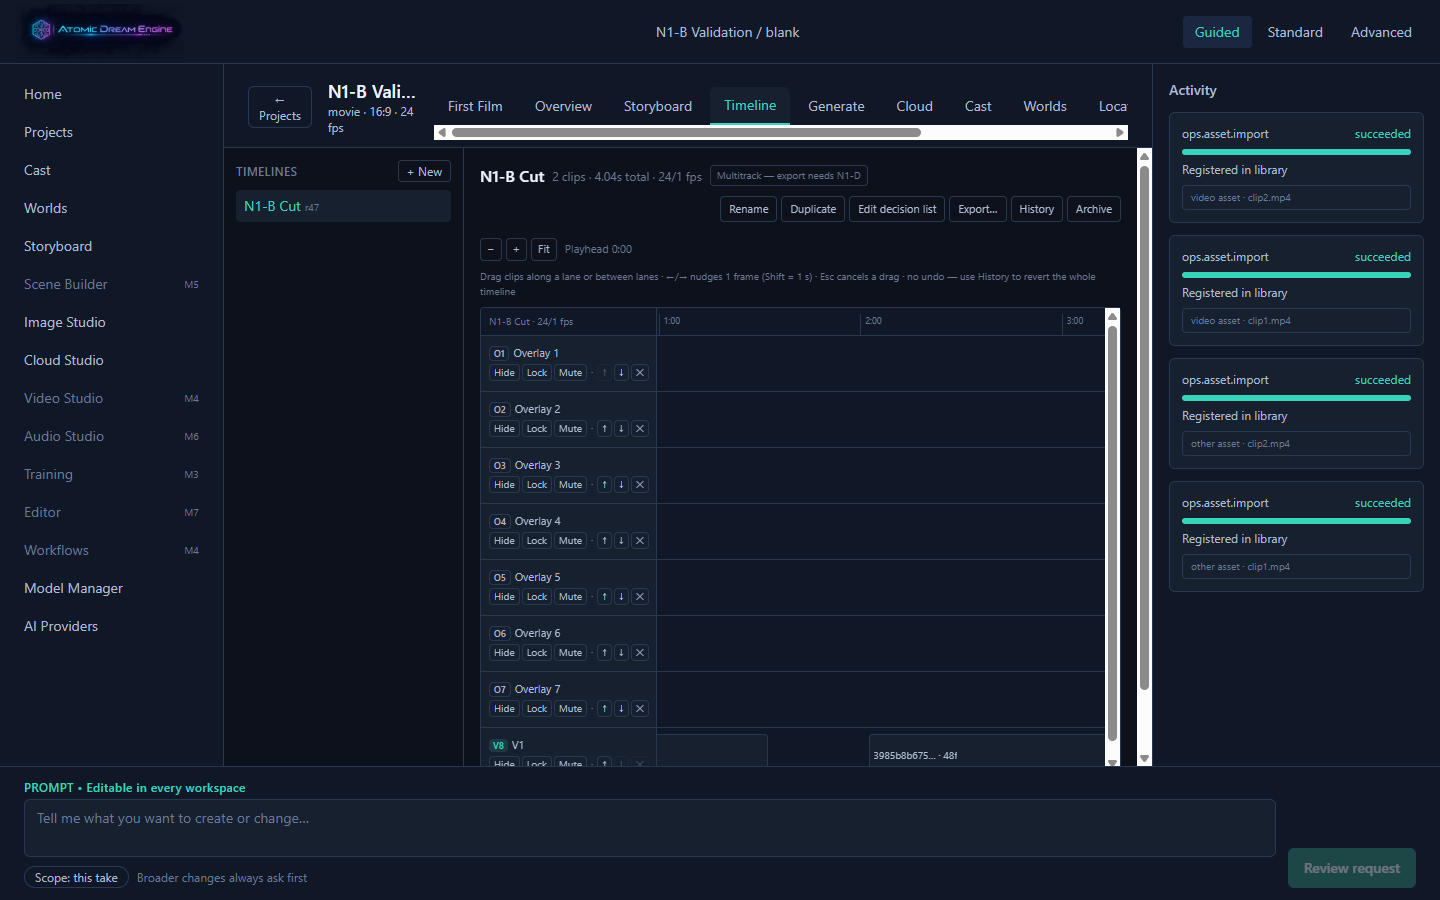 ATOMIC DREAM ENGINE
N1-B Validation / blank
Guided
Standard
Advanced
Home
Projects
Cast
Worlds
Storyboard
Scene Builder M5
Image Studio
Cloud Studio
Video Studio M4
Audio Studio M6
Training M3
Editor M7
Workflows M4
Model Manager
AI Providers
← Projects
N1-B Vali...
movie · 16:9 · 24
fps
First Film
Overview
Storyboard
Timeline
Generate
Cloud
Cast
Worlds
Loca
TIMELINES
+ New
N1-B Cut r47
N1-B Cut 2 clips · 4.04s total · 24/1 fps Multitrack — export needs N1-D
Rename
Duplicate
Edit decision list
Export...
History
Archive
− + Fit Playhead 0:00
Drag clips along a lane or between lanes · ←/→ nudges 1 frame (Shift = 1 s) · Esc cancels a drag · no undo — use History to revert the whole
timeline
N1-B Cut · 24/1 fps
1:00
2:00
3:00
O1 Overlay 1
Hide Lock Mute · ↑ ↓ ✕
O2 Overlay 2
Hide Lock Mute · ↑ ↓ ✕
O3 Overlay 3
Hide Lock Mute · ↑ ↓ ✕
O4 Overlay 4
Hide Lock Mute · ↑ ↓ ✕
O5 Overlay 5
Hide Lock Mute · ↑ ↓ ✕
O6 Overlay 6
Hide Lock Mute · ↑ ↓ ✕
O7 Overlay 7
Hide Lock Mute · ↑ ↓ ✕
V8 V1
Hide Lock Mute · ↑ ↓ ✕
3985b8b675... · 48f
Activity
ops.asset.import succeeded
Registered in library
video asset · clip2.mp4
ops.asset.import succeeded
Registered in library
video asset · clip1.mp4
ops.asset.import succeeded
Registered in library
other asset · clip2.mp4
ops.asset.import succeeded
Registered in library
other asset · clip1.mp4
PROMPT • Editable in every workspace
Tell me what you want to create or change...
Scope: this take
Broader changes always ask first
Review request